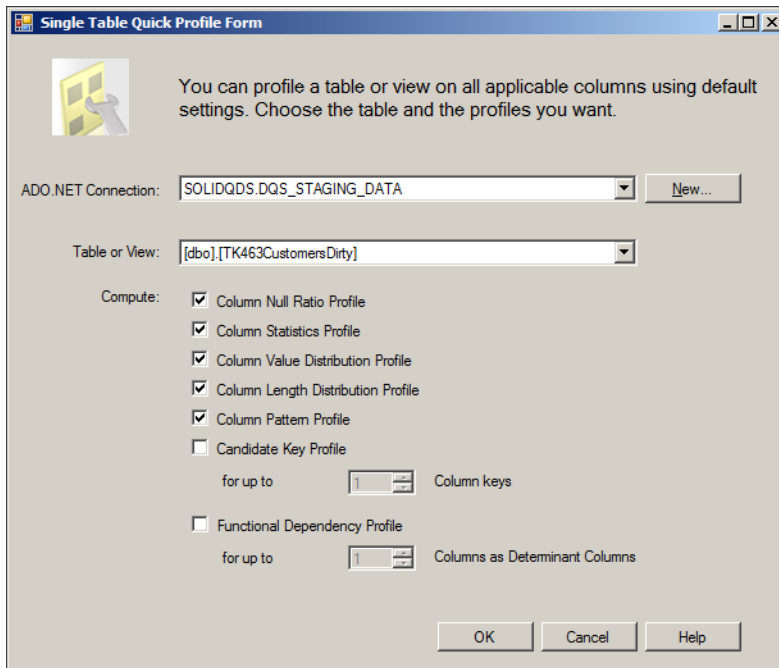 Single Table Quick Profile Form
You can profile a table or view on all applicable columns using default
settings. Choose the table and the profiles you want.
ADO.NET Connection: SOLIDQDS.DQS_STAGING_DATA New...
Table or View: [dbo].[TK463CustomersDirty]
Compute: Column Null Ratio Profile
Column Statistics Profile
Column Value Distribution Profile
Column Length Distribution Profile
Column Pattern Profile
Candidate Key Profile
for up to 1 Column keys
Functional Dependency Profile
for up to 1 Columns as Determinant Columns
OK Cancel Help